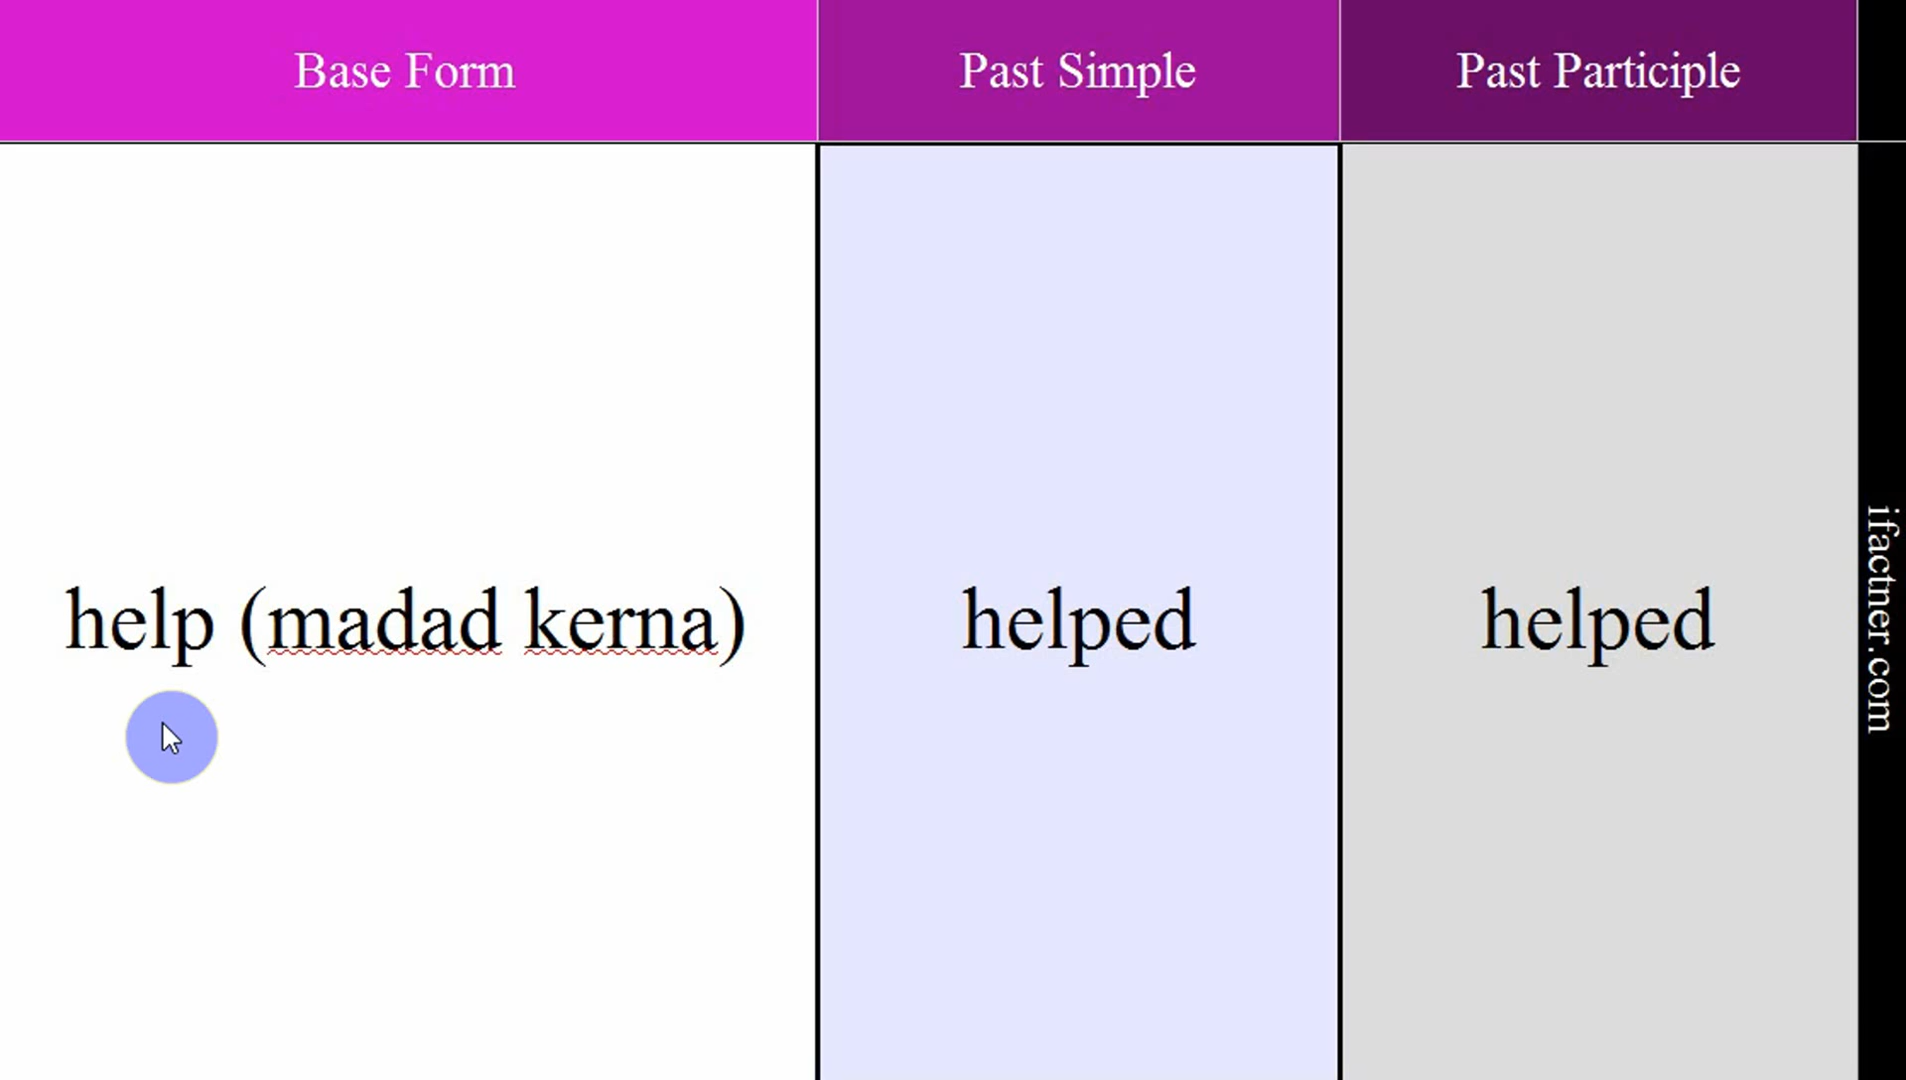 Base Form
Past Simple
Past Participle
help (madad kerna)
helped
helped
ifactner.com